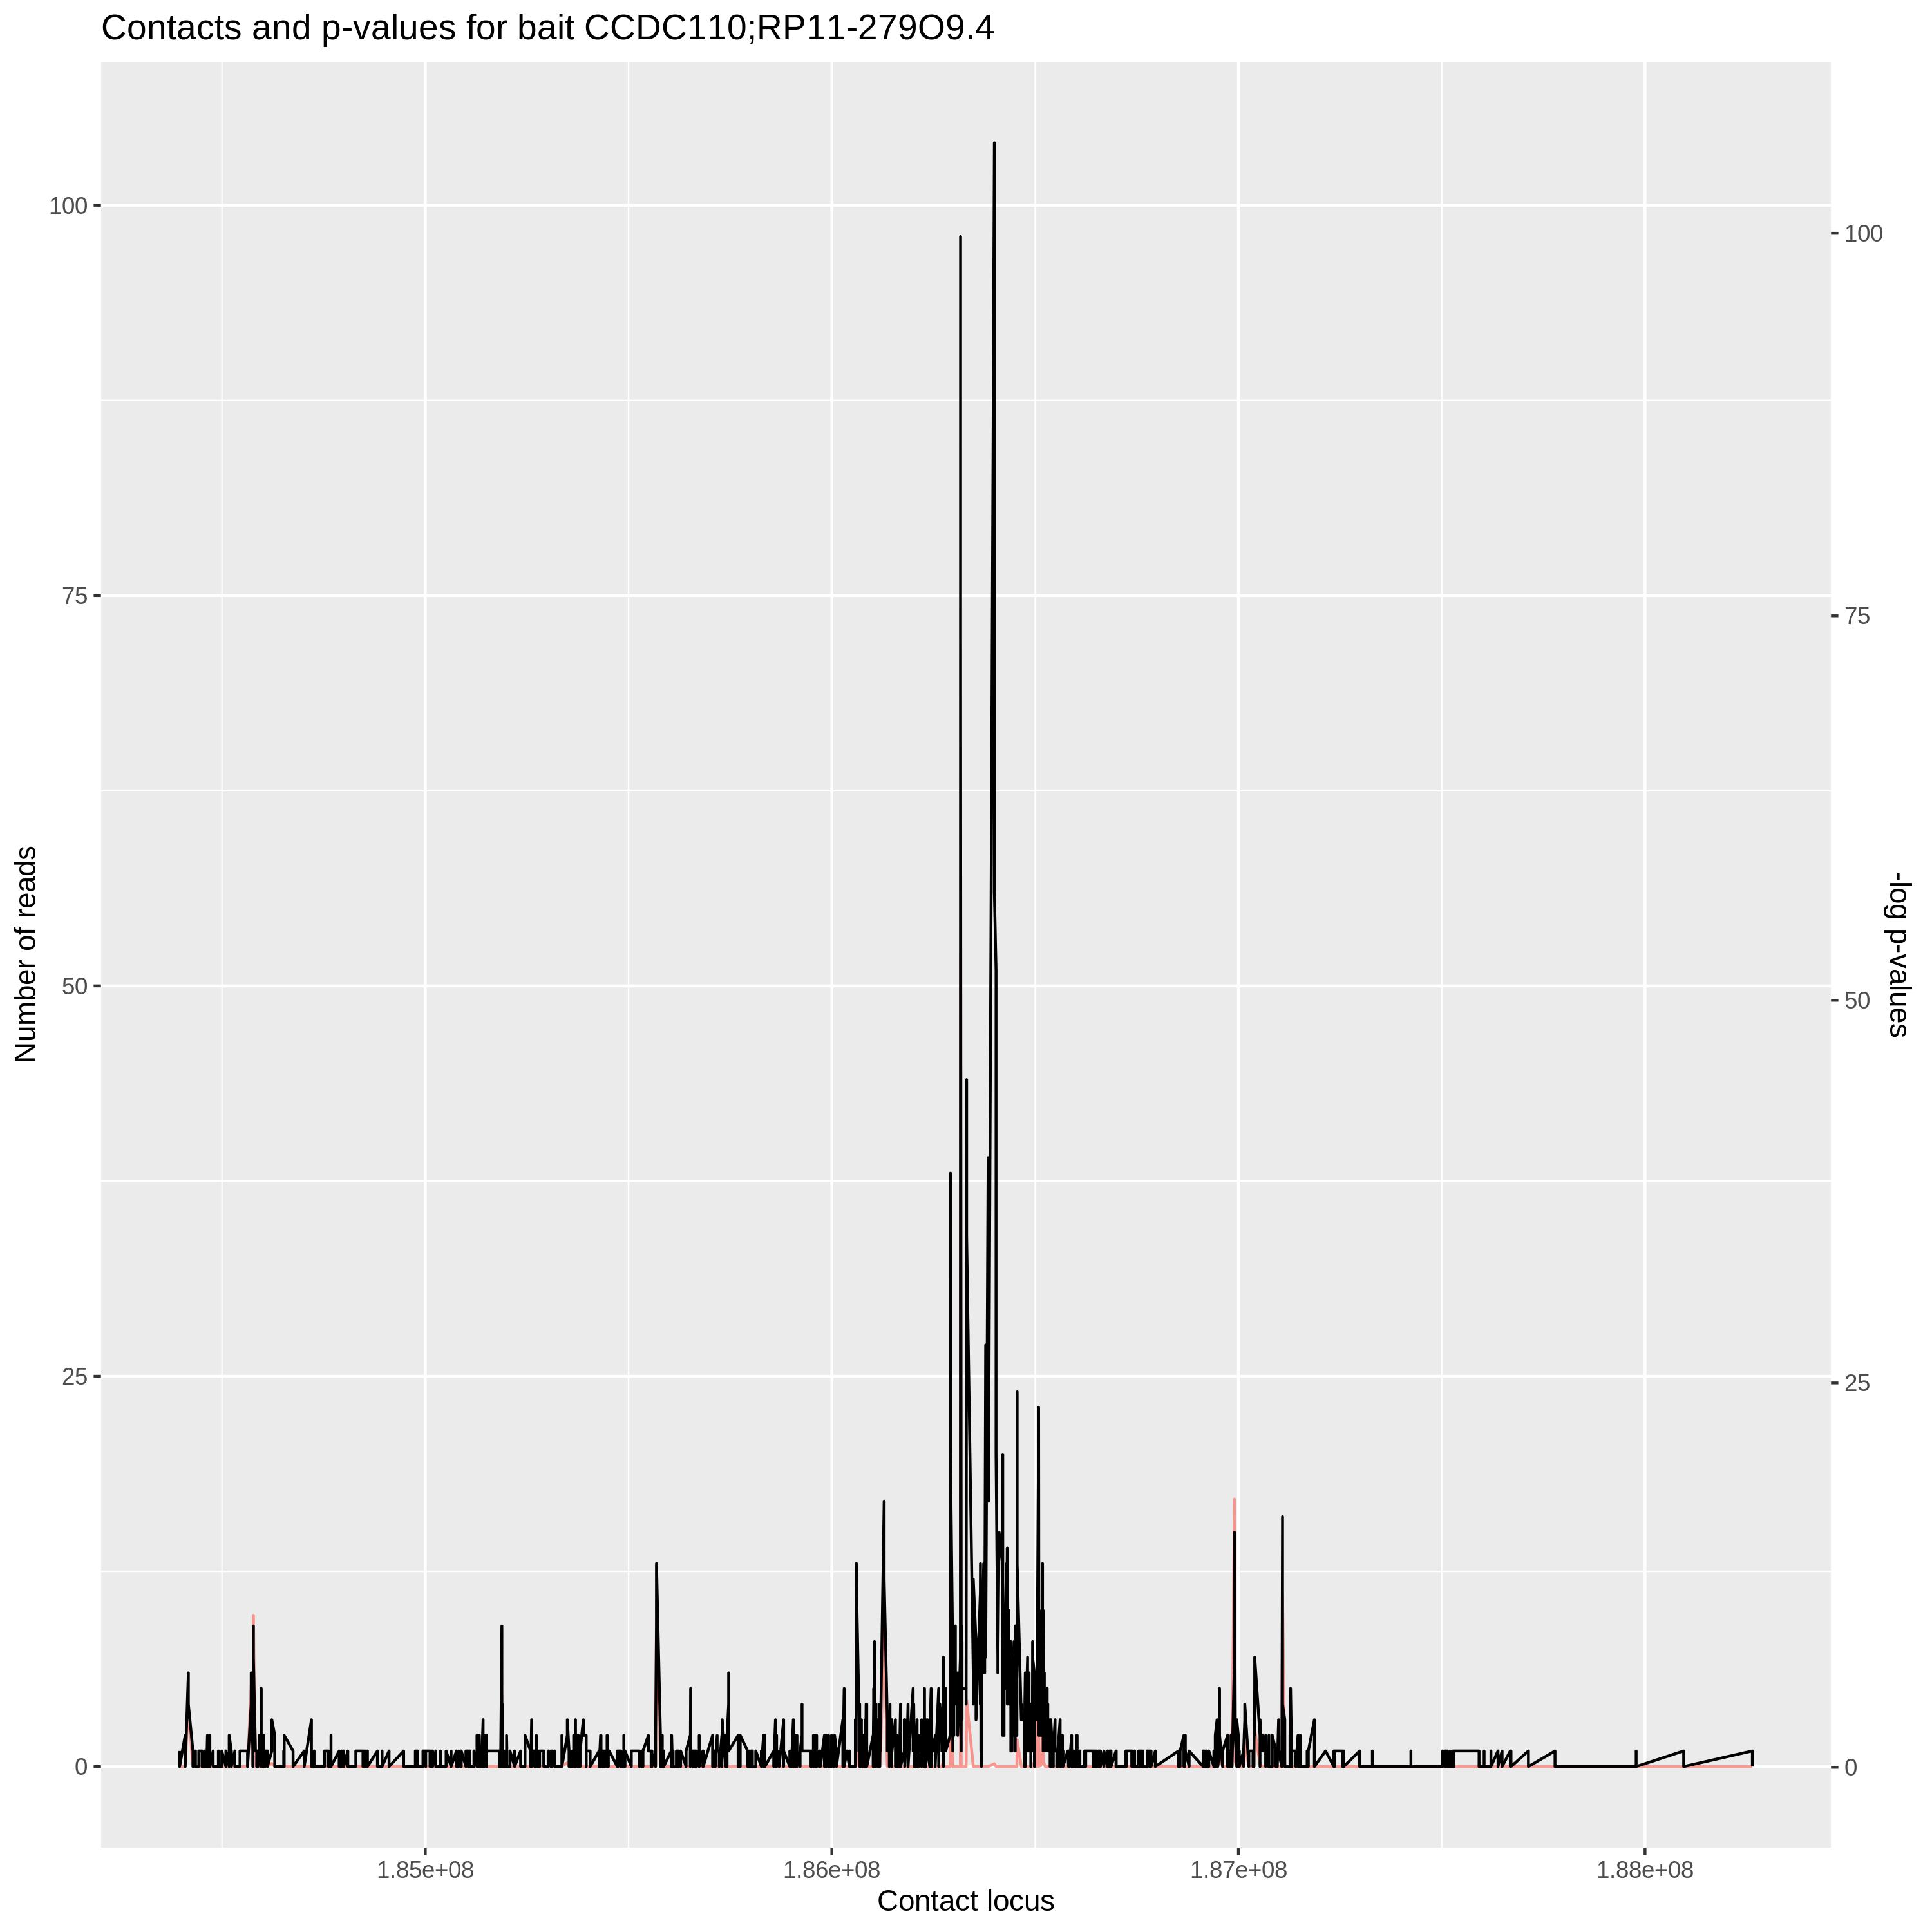 Contacts and p-values for bait CCDC110;RP11-279O9.4
100
75
50
25
0
Number of reads
100
75
50
25
0
-log p-values
1.85e+08
1.86e+08
1.87e+08
1.88e+08
Contact locus